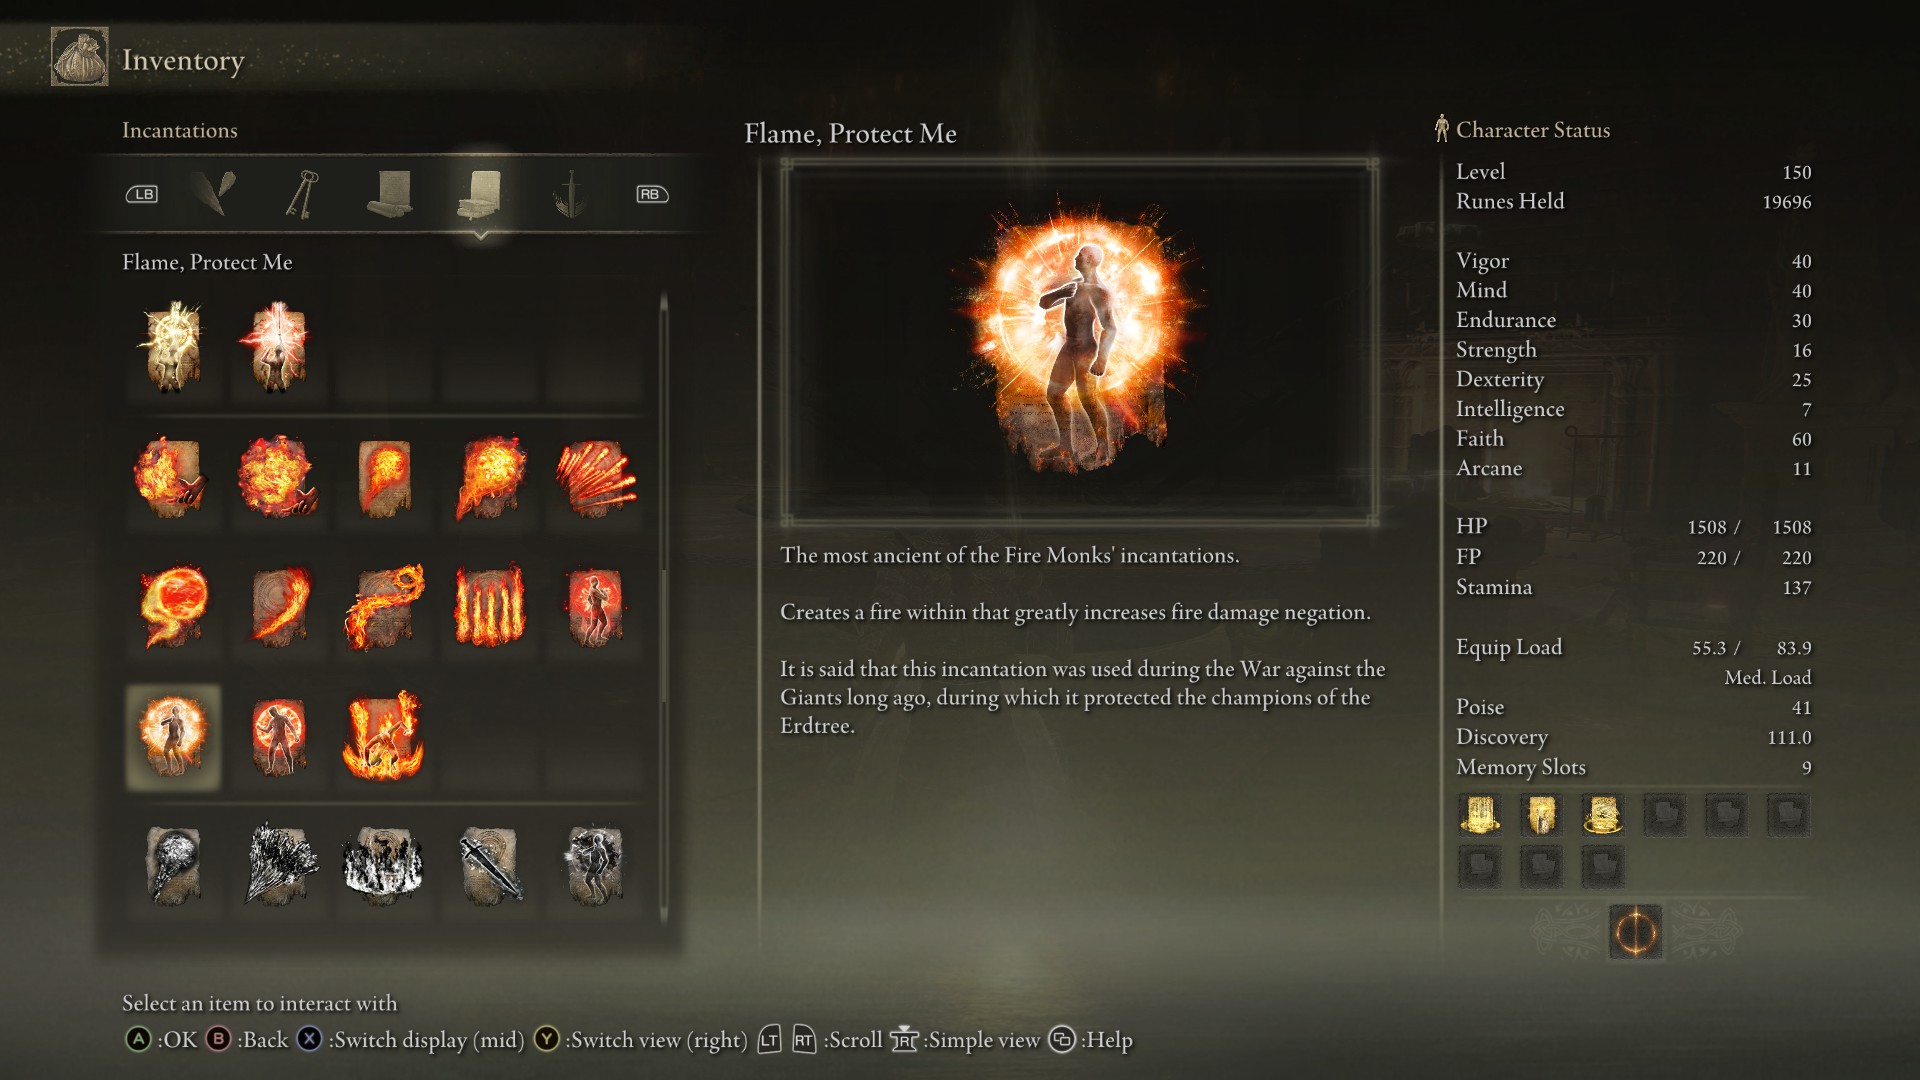 Inventory
Incantations
LB
RB
Flame, Protect Me
Flame, Protect Me
The most ancient of the Fire Monks' incantations.
Creates a fire within that greatly increases fire damage negation.
It is said that this incantation was used during the War against the
Giants long ago, during which it protected the champions of the
Erdtree.
Character Status
Level 150
Runes Held 19696
Vigor 40
Mind 40
Endurance 30
Strength 16
Dexterity 25
Intelligence 7
Faith 60
Arcane 11
HP 1508 / 1508
FP 220 / 220
Stamina 137
Equip Load 55.3 / 83.9
Med. Load
Poise 41
Discovery 111.0
Memory Slots 9
Select an item to interact with
A :OK B :Back X :Switch display (mid) Y :Switch view (right) LT RT :Scroll R :Simple view :Help